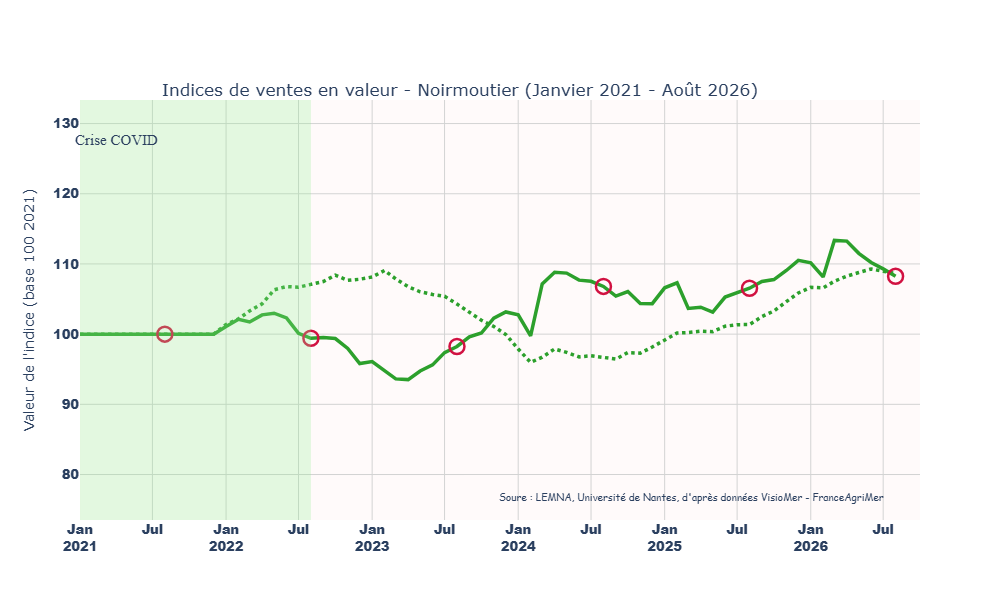 Indices de ventes en valeur - Noirmoutier (Janvier 2021 - Août 2026)
130
Crise COVID
120
110
100
90
80
Valeur de l'indice (base 100 2021)
Soure : LEMNA, Université de Nantes, d'après données VisioMer - FranceAgriMer
Jan Jul Jan Jul Jan Jul Jan Jul Jan Jul Jan Jul
2021 2022 2023 2024 2025 2026